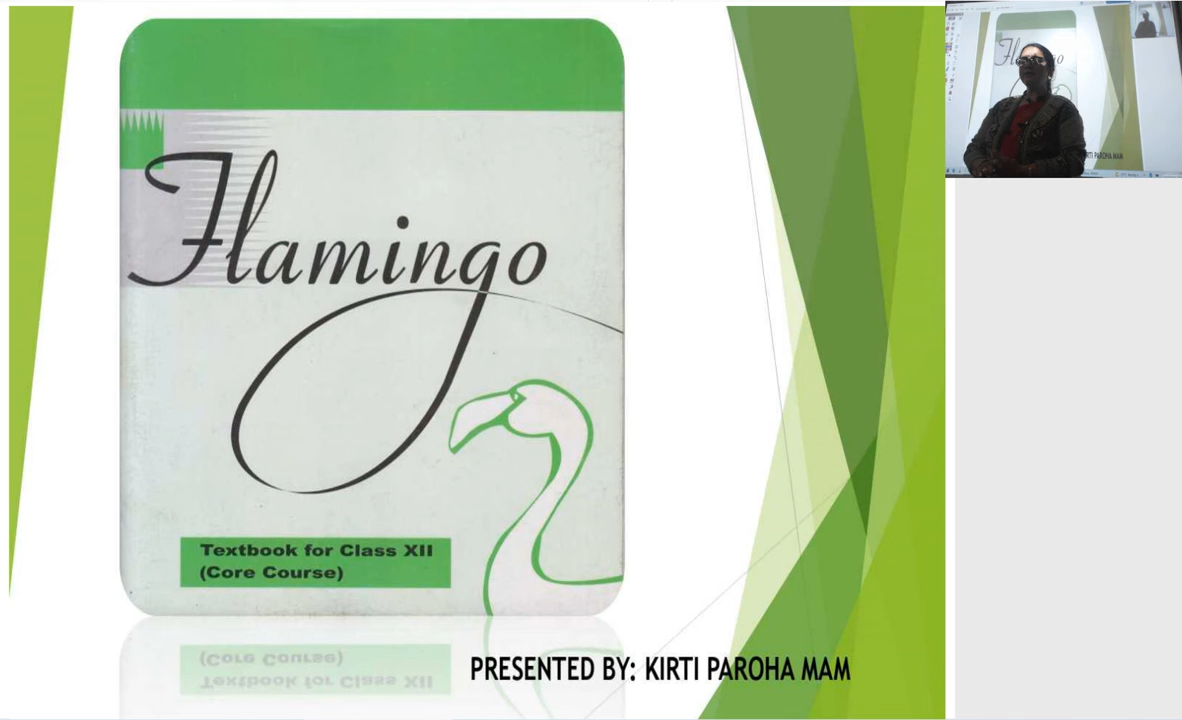 Flamingo
Textbook for Class XII
(Core Course)
PRESENTED BY: KIRTI PAROHA MAM